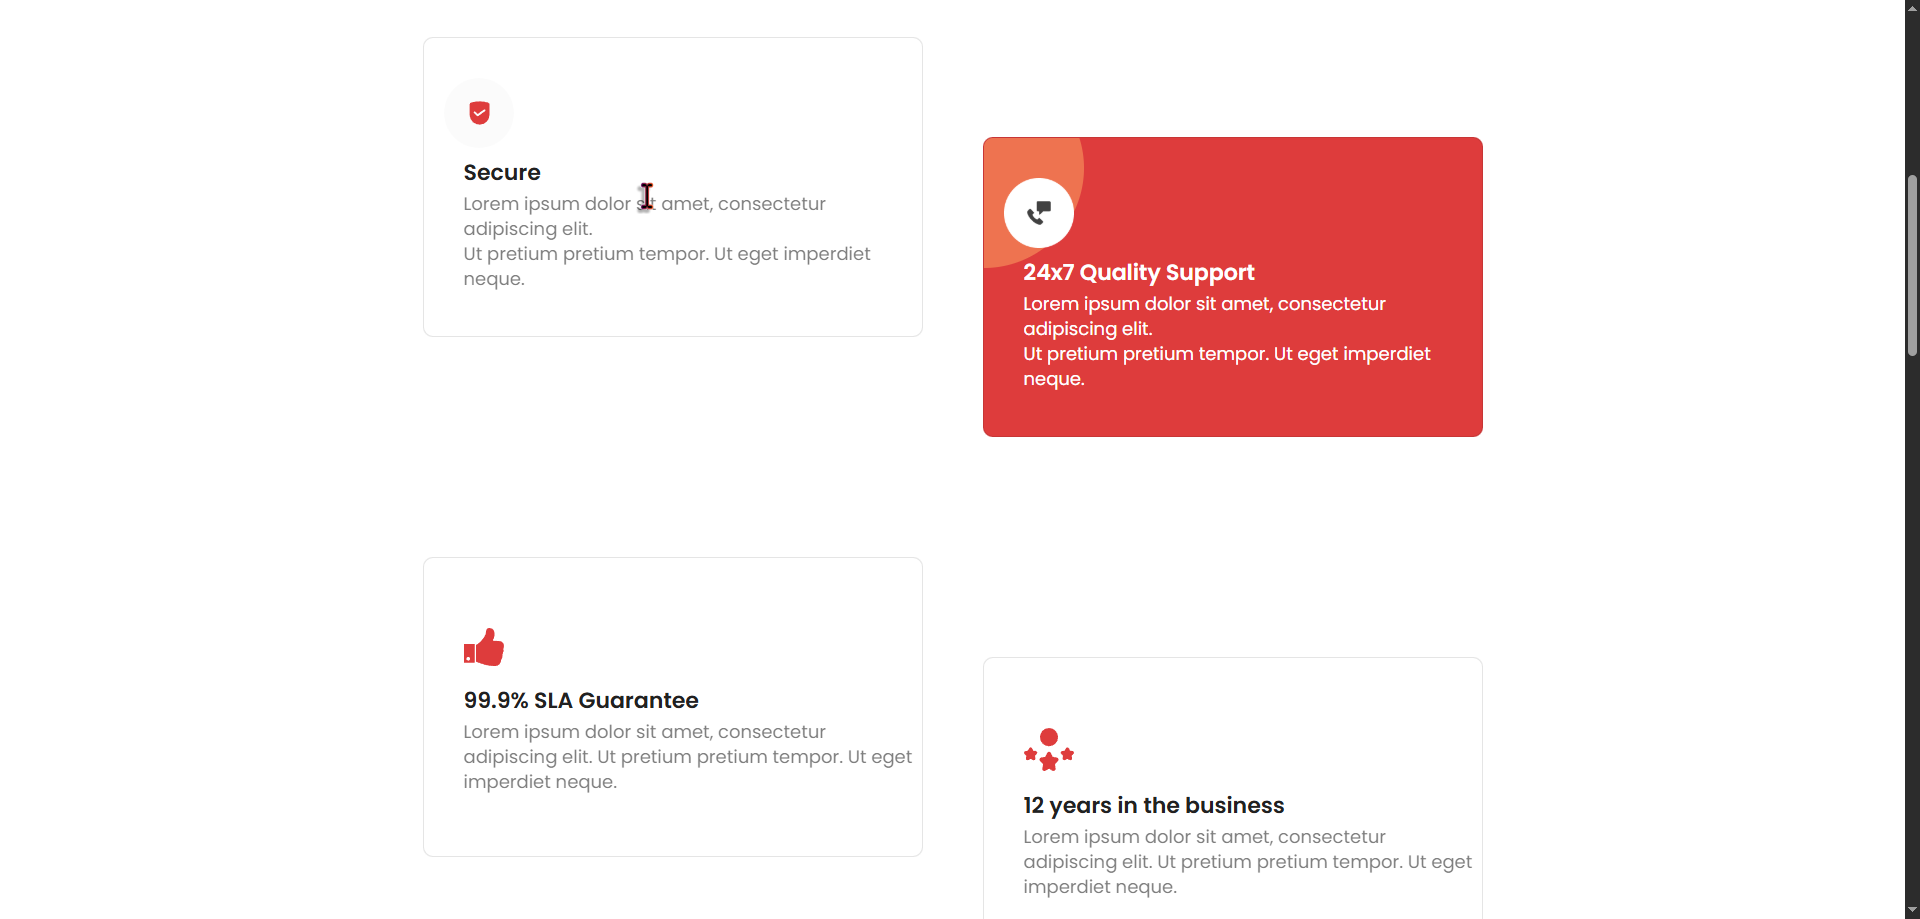 Secure
Lorem ipsum dolor sit amet, consectetur
adipiscing elit.
Ut pretium pretium tempor. Ut eget imperdiet
neque.
24x7 Quality Support
Lorem ipsum dolor sit amet, consectetur
adipiscing elit.
Ut pretium pretium tempor. Ut eget imperdiet
neque.
99.9% SLA Guarantee
Lorem ipsum dolor sit amet, consectetur
adipiscing elit. Ut pretium pretium tempor. Ut eget
imperdiet neque.
12 years in the business
Lorem ipsum dolor sit amet, consectetur
adipiscing elit. Ut pretium pretium tempor. Ut eget
imperdiet neque.